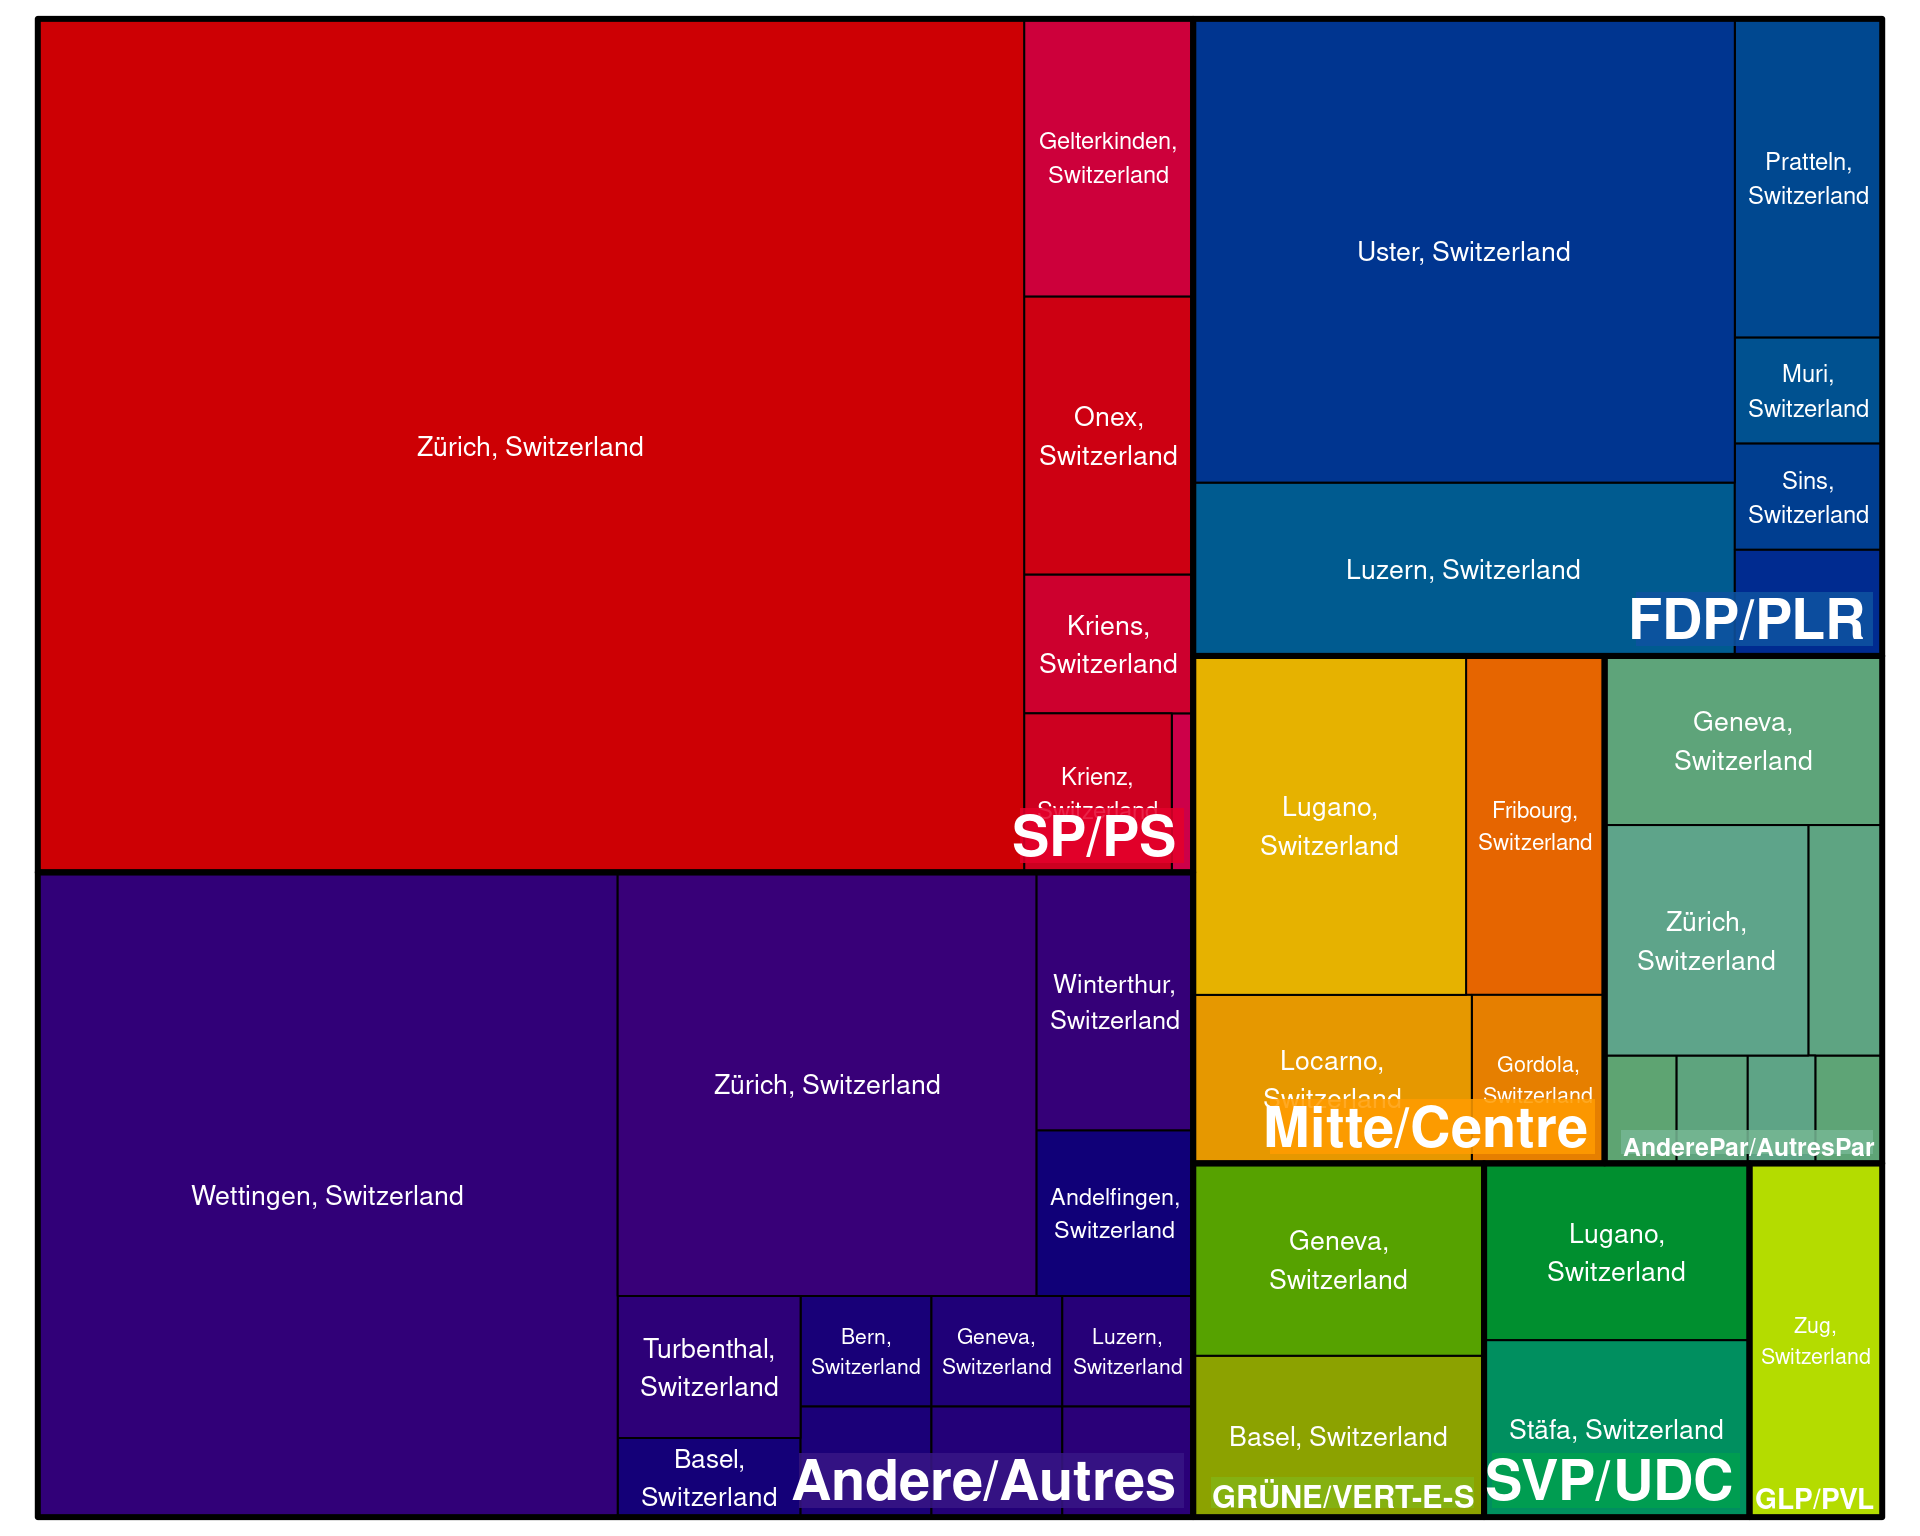 Zürich, Switzerland
Gelterkinden,
Switzerland
Onex,
Switzerland
Kriens,
Switzerland
Krienz,
Switzerland
SP/PS
Uster, Switzerland
Pratteln,
Switzerland
Muri,
Switzerland
Sins,
Switzerland
Luzern, Switzerland
FDP/PLR
Wettingen, Switzerland
Zürich, Switzerland
Winterthur,
Switzerland
Andelfingen,
Switzerland
Turbenthal,
Switzerland
Bern,
Switzerland
Geneva,
Switzerland
Luzern,
Switzerland
Basel,
Switzerland
Andere/Autres
Lugano,
Switzerland
Fribourg,
Switzerland
Locarno,
Switzerland
Gordola,
Switzerland
Mitte/Centre
Geneva,
Switzerland
Zürich,
Switzerland
AnderePar/AutresPar
Geneva,
Switzerland
Basel, Switzerland
GRÜNE/VERT-E-S
Lugano,
Switzerland
Stäfa, Switzerland
SVP/UDC
Zug,
Switzerland
GLP/PVL